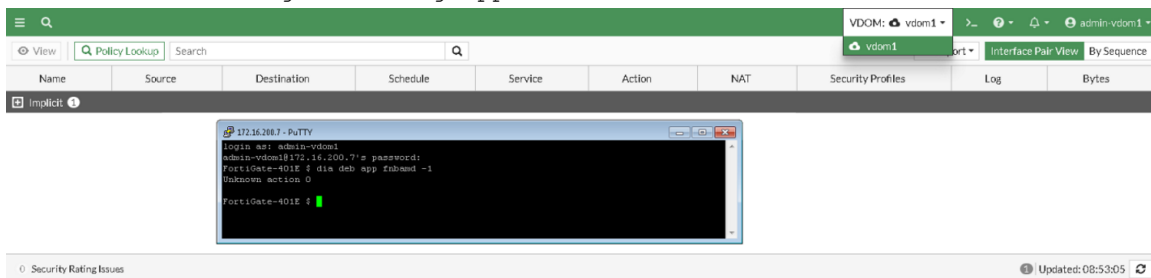 VDOM: vdom1
>_
admin-vdom1
View
Policy Lookup
Search
vdom1
ort
Interface Pair View
By Sequence
Name
Source
Destination
Schedule
Service
Action
NAT
Security Profiles
Log
Bytes
Implicit 1
172.16.200.7 - PuTTY
login as: admin-vdom1
admin-vdom1@172.16.200.7's password:
FortiGate-401E $ dia deb app fnbamd -1
Unknown action 0
FortiGate-401E $
0 Security Rating Issues
1 Updated: 08:53:05